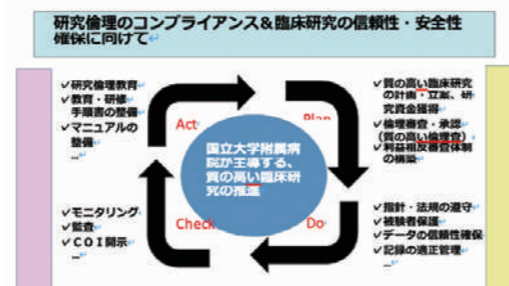 研究倫理のコンプライアンス＆臨床研究の信頼性・安全性
確保に向けて
✓研究倫理教育
✓教育・研修
手順書の整備
✓マニュアルの
整備
...
Act
Plan
✓質の高い臨床研究
の計画・立案、研
究資金獲得
✓倫理審査・承認
（質の高い倫理査）
✓利益相反審査体制
の構築
国立大学附属病
院が主導する、
質の高い臨床研
究の推進
✓モニタリング
✓監査
✓ＣＯＩ開示
...
Check
Do
✓指針・法規の遵守
✓被験者保護
✓データの信頼性確保
✓記録の適正管理
...